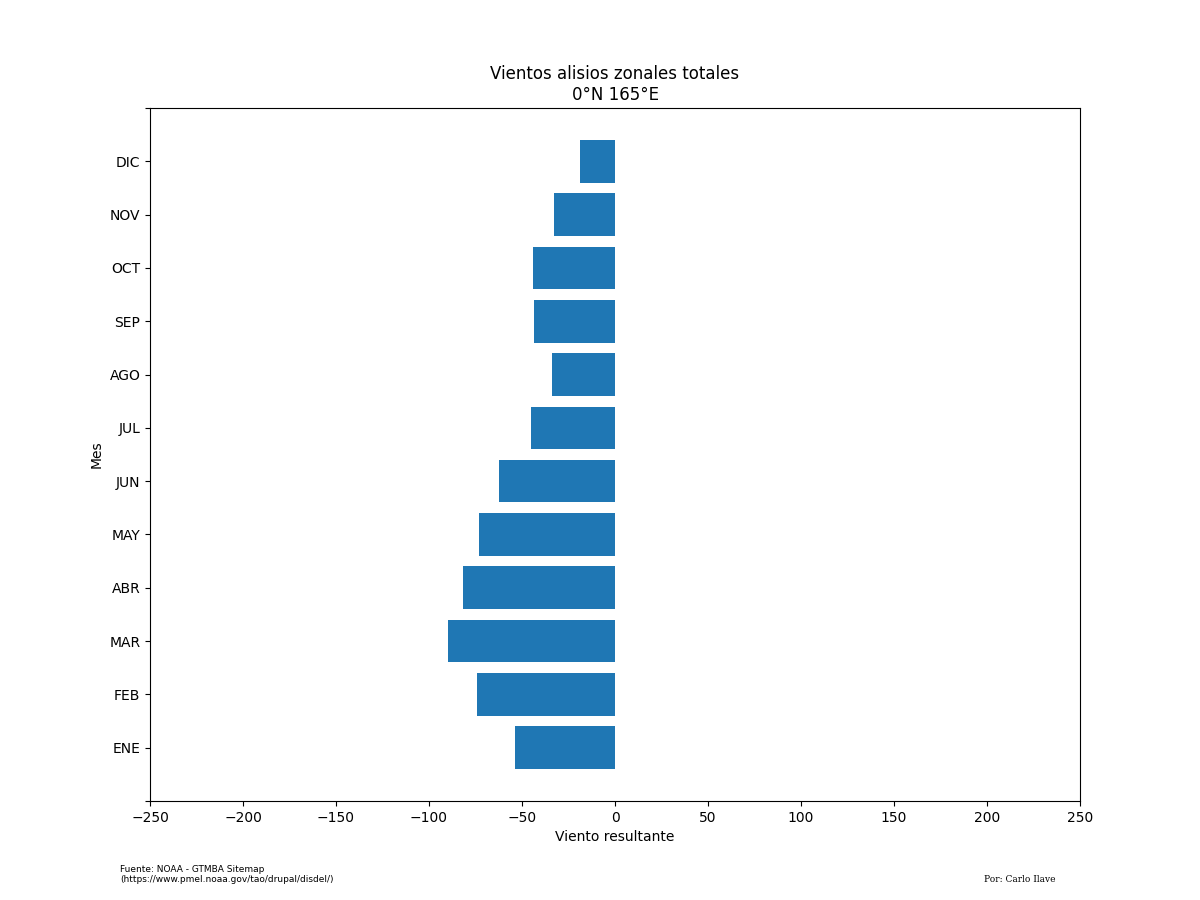 Vientos alisios zonales totales
0°N 165°E
DIC
NOV
OCT
SEP
AGO
JUL
JUN
MAY
ABR
MAR
FEB
ENE
Mes
−250 −200 −150 −100 −50 0 50 100 150 200 250
Viento resultante
Fuente: NOAA - GTMBA Sitemap
(https://www.pmel.noaa.gov/tao/drupal/disdel/)
Por: Carlo Ilave